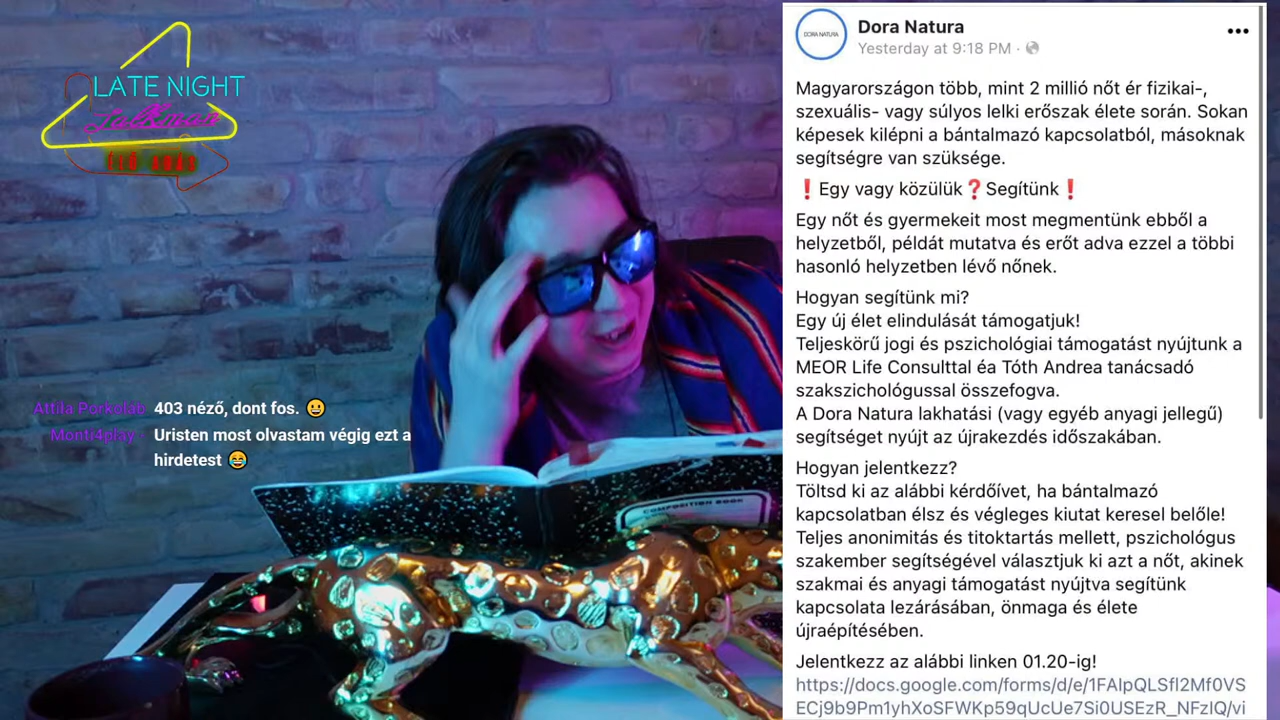 LATE NIGHT
Talkman
ÉLŐ ADÁS
Attila Porkoláb 403 néző, dont fos. 😀
Montr4play Uristen most olvastam végig ezt a
hirdetest 😂
COMPOSITION BOOK
DORA NATURA
Dora Natura
Yesterday at 9:18 PM ·
Magyarországon több, mint 2 millió nőt ér fizikai-,
szexuális- vagy súlyos lelki erőszak élete során. Sokan
képesek kilépni a bántalmazó kapcsolatból, másoknak
segítségre van szüksége.
❗Egy vagy közülük❓Segítünk❗
Egy nőt és gyermekeit most megmentünk ebből a
helyzetből, példát mutatva és erőt adva ezzel a többi
hasonló helyzetben lévő nőnek.
Hogyan segítünk mi?
Egy új élet elindulását támogatjuk!
Teljeskörű jogi és pszichológiai támogatást nyújtunk a
MEOR Life Consulttal éa Tóth Andrea tanácsadó
szakszichológussal összefogva.
A Dora Natura lakhatási (vagy egyéb anyagi jellegű)
segítséget nyújt az újrakezdés időszakában.
Hogyan jelentkezz?
Töltsd ki az alábbi kérdőívet, ha bántalmazó
kapcsolatban élsz és végleges kiutat keresel belőle!
Teljes anonimitás és titoktartás mellett, pszichológus
szakember segítségével választjuk ki azt a nőt, akinek
szakmai és anyagi támogatást nyújtva segítünk
kapcsolata lezárásában, önmaga és élete
újraépítésében.
Jelentkezz az alábbi linken 01.20-ig!
https://docs.google.com/forms/d/e/1FAIpQLSfI2Mf0VS
ECj9b9Pm1yhXoSFWKp59qUcUe7Si0USEzR_NFzIQ/vi